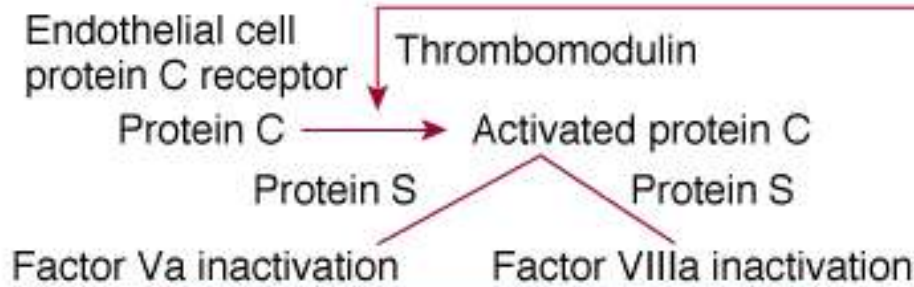 Endothelial cell
protein C receptor
Thrombomodulin
Protein C
Activated protein C
Protein S
Protein S
Factor Va inactivation
Factor VIIIa inactivation